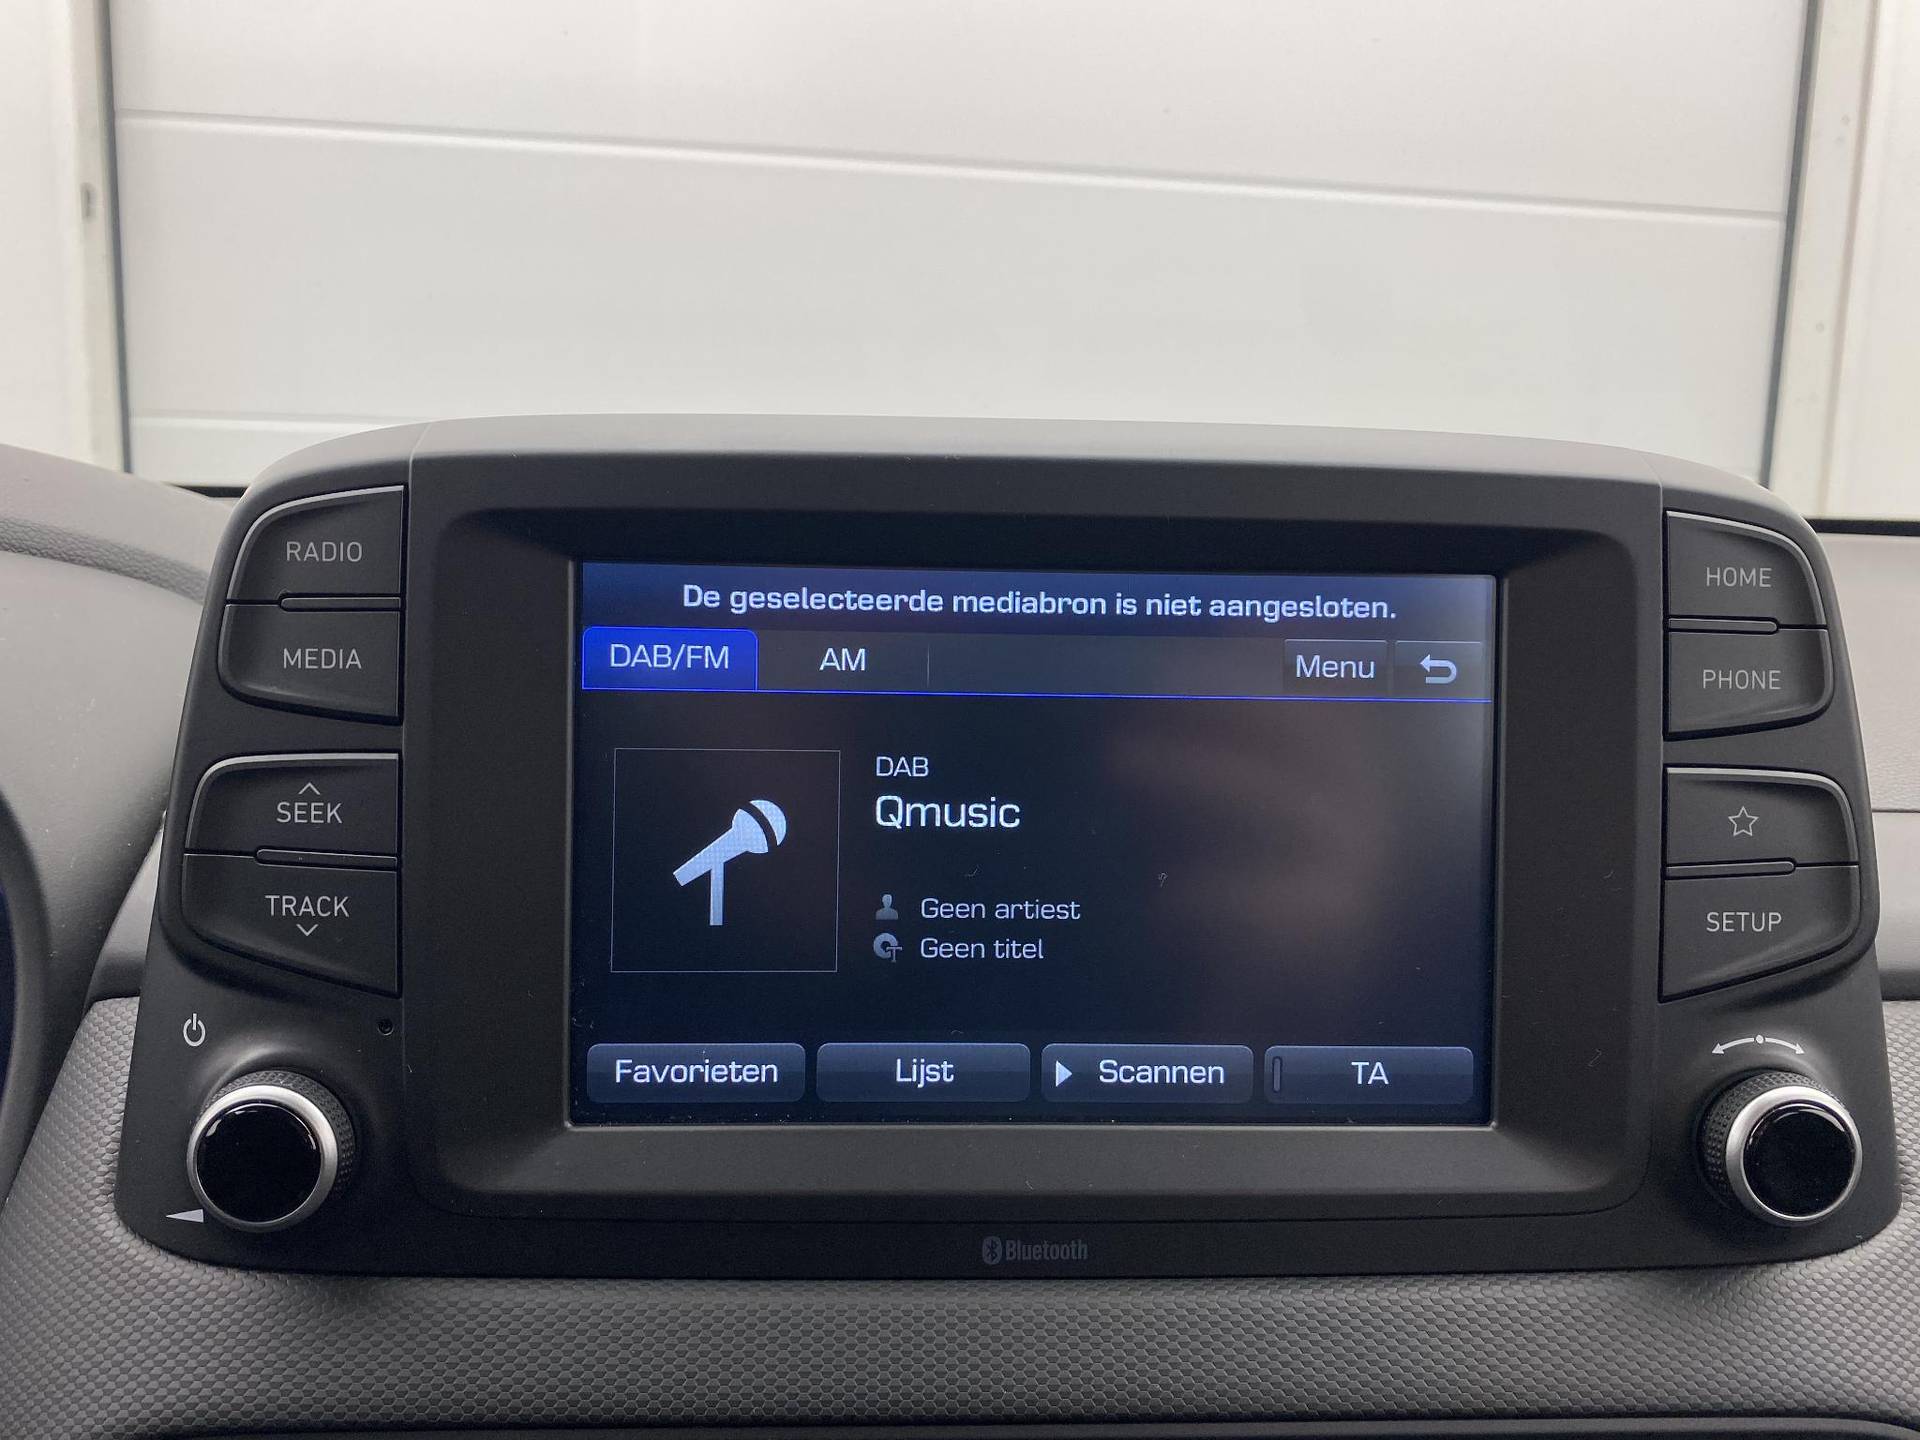 RADIO
MEDIA
SEEK
TRACK
De geselecteerde mediabron is niet aangesloten.
DAB/FM
AM
Menu
DAB
Qmusic
Geen artiest
Geen titel
Favorieten
Lijst
Scannen
TA
HOME
PHONE
SETUP
Bluetooth